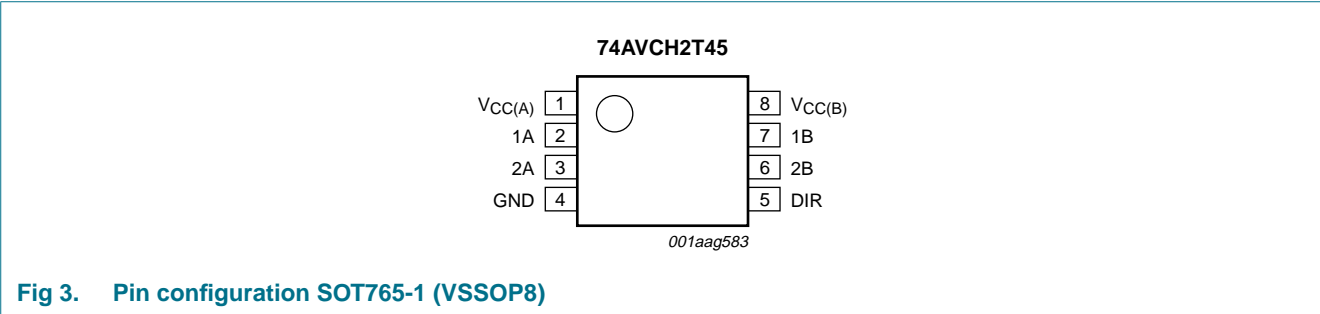 74AVCH2T45
VCC(A) 1 8 VCC(B)
1A 2 7 1B
2A 3 6 2B
GND 4 5 DIR
001aag583
Fig 3. Pin configuration SOT765-1 (VSSOP8)